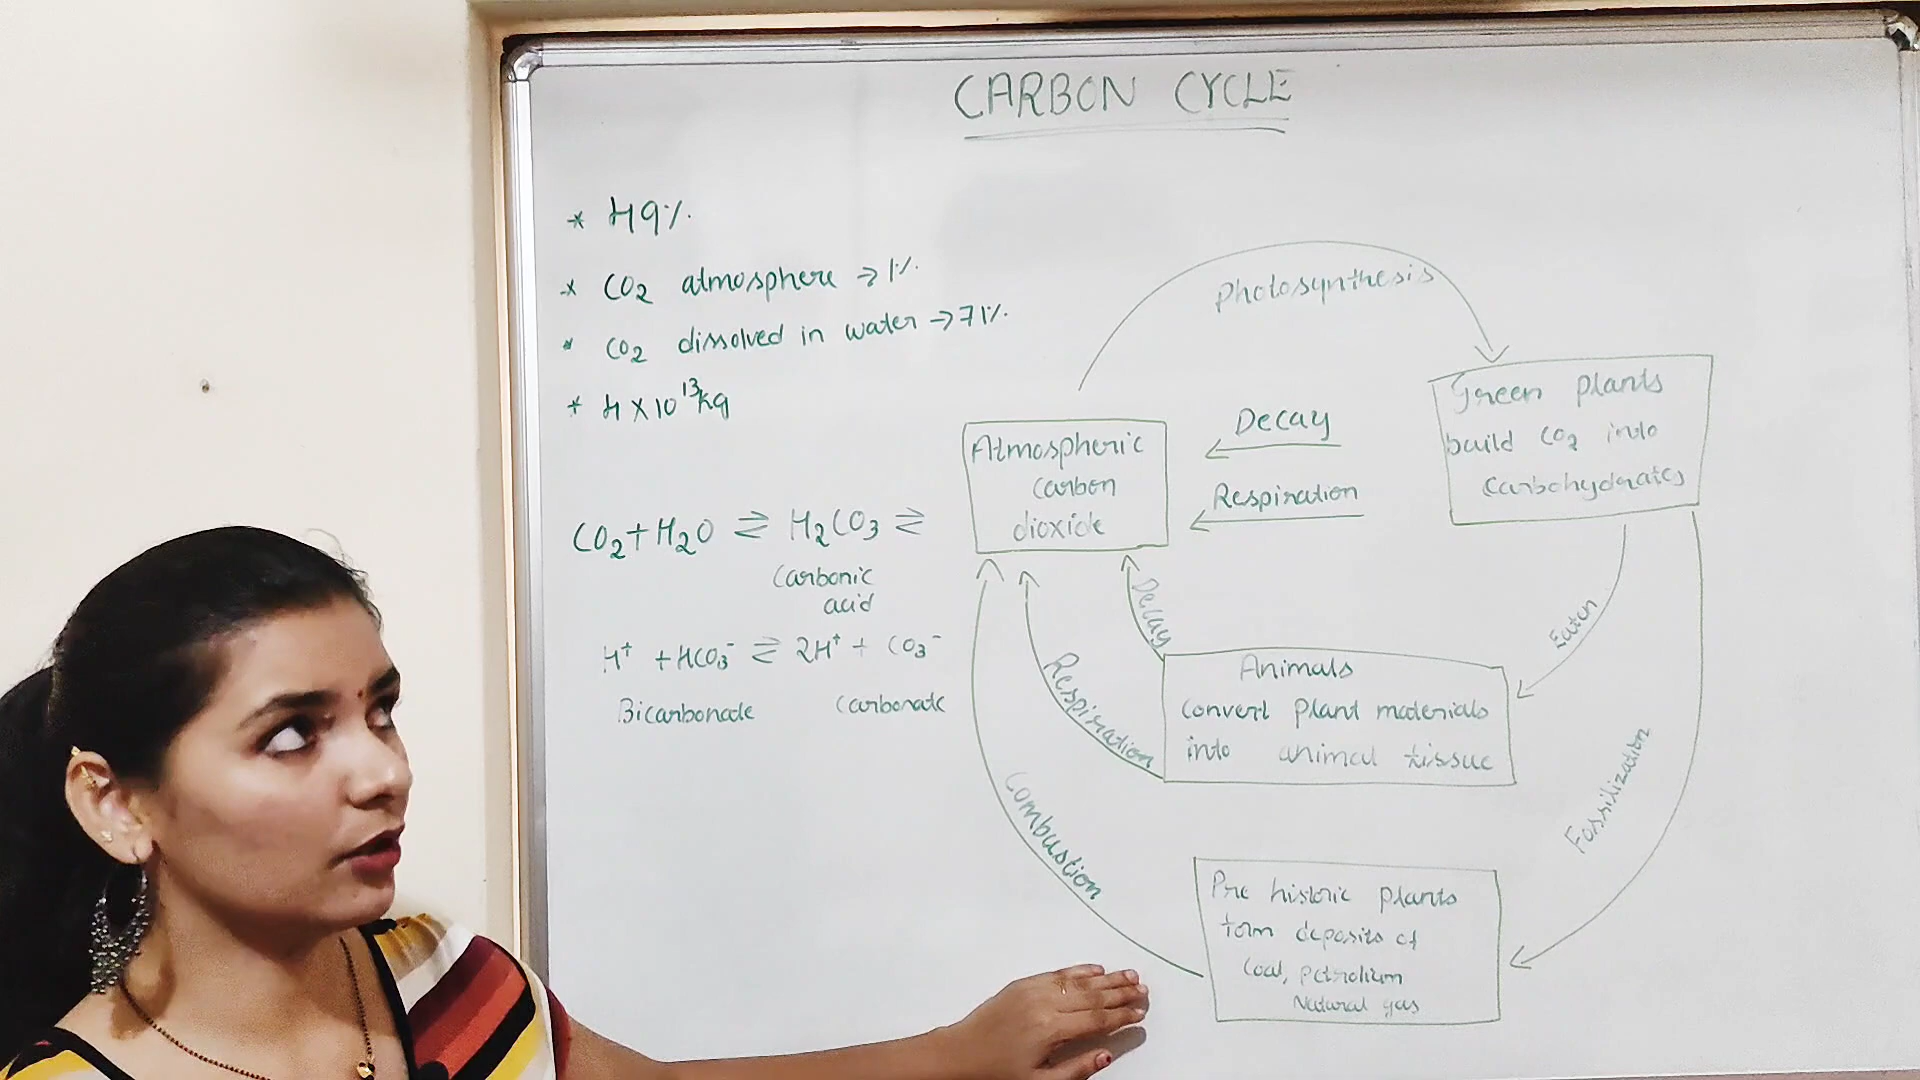 CARBON CYCLE
* 49%.
* CO2 atmosphere → 1%.
* CO2 dissolved in water → 71%.
* 4 X 10^13 kg
CO2 + H2O ⇌ H2CO3 ⇌
Carbonic
acid
H+ + HCO3- ⇌ 2H+ + CO3-
Bicarbonate
Carbonate
Photosynthesis
Atmospheric
Carbon
dioxide
Decay
Respiration
Green plants
build CO2 into
Carbohydrates
Decay
Respiration
Combustion
Eaten
Fossilization
Animals
Convert plant materials
into animal tissue
Pre historic plants
form deposits of
Coal, petrolium
Natural gas